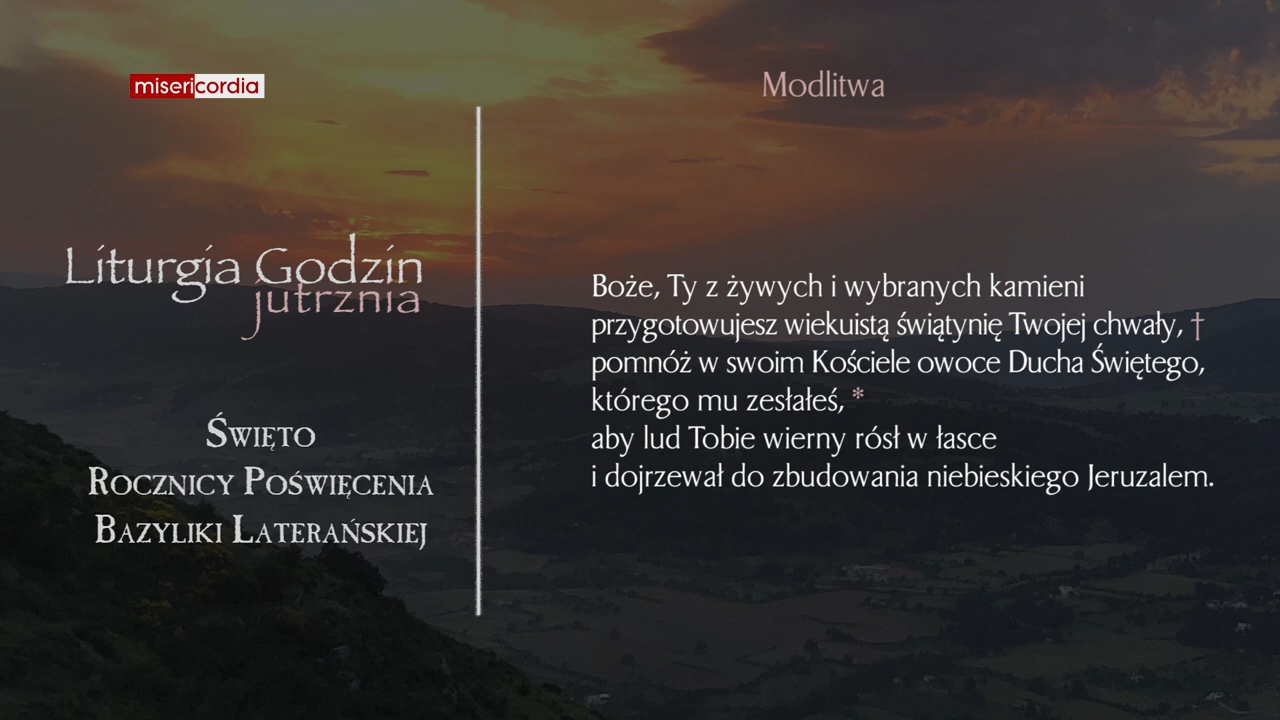 misericordia
Modlitwa
Liturgia Godzin
jutrznia
Święto
Rocznicy Poświęcenia
Bazyliki Laterańskiej
Boże, Ty z żywych i wybranych kamieni
przygotowujesz wiekuistą świątynię Twojej chwały, †
pomnóż w swoim Kościele owoce Ducha Świętego,
którego mu zesłałeś, *
aby lud Tobie wierny rósł w łasce
i dojrzewał do zbudowania niebieskiego Jeruzalem.